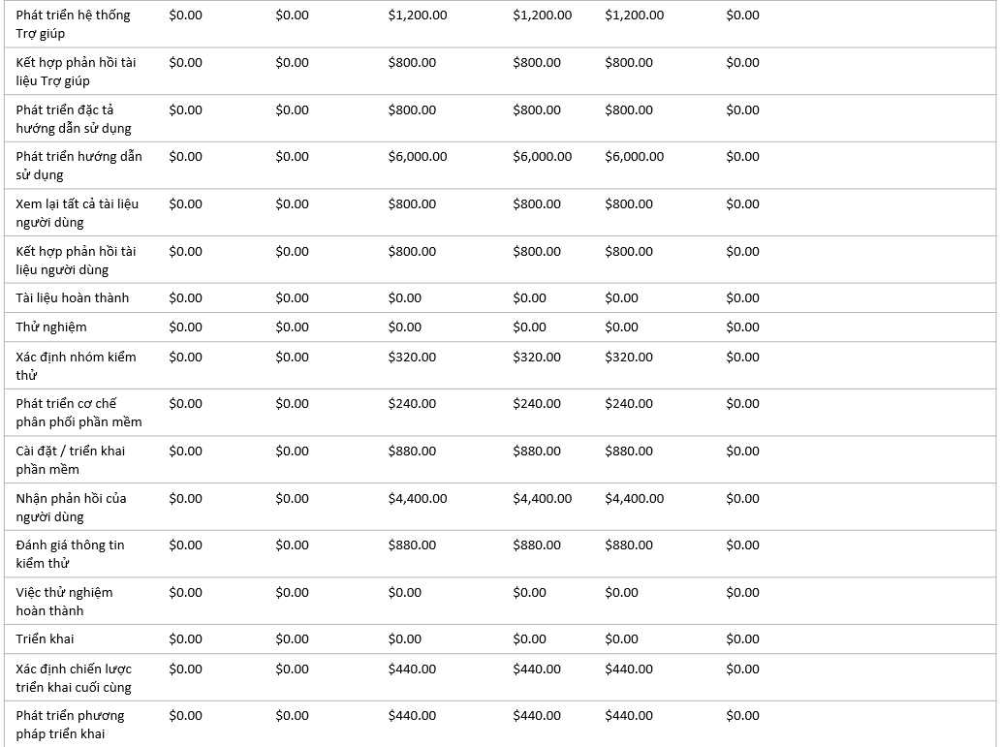 Phát triển hệ thống $0.00 $0.00 $1,200.00 $1,200.00 $1,200.00 $0.00
Trợ giúp
Kết hợp phản hồi tài $0.00 $0.00 $800.00 $800.00 $800.00 $0.00
liệu Trợ giúp
Phát triển đặc tả $0.00 $0.00 $800.00 $800.00 $800.00 $0.00
hướng dẫn sử dụng
Phát triển hướng dẫn $0.00 $0.00 $6,000.00 $6,000.00 $6,000.00 $0.00
sử dụng
Xem lại tất cả tài liệu $0.00 $0.00 $800.00 $800.00 $800.00 $0.00
người dùng
Kết hợp phản hồi tài $0.00 $0.00 $800.00 $800.00 $800.00 $0.00
liệu người dùng
Tài liệu hoàn thành $0.00 $0.00 $0.00 $0.00 $0.00 $0.00
Thử nghiệm $0.00 $0.00 $0.00 $0.00 $0.00 $0.00
Xác định nhóm kiểm $0.00 $0.00 $320.00 $320.00 $320.00 $0.00
thử
Phát triển cơ chế $0.00 $0.00 $240.00 $240.00 $240.00 $0.00
phân phối phần mềm
Cài đặt / triển khai $0.00 $0.00 $880.00 $880.00 $880.00 $0.00
phần mềm
Nhận phản hồi của $0.00 $0.00 $4,400.00 $4,400.00 $4,400.00 $0.00
người dùng
Đánh giá thông tin $0.00 $0.00 $880.00 $880.00 $880.00 $0.00
kiểm thử
Việc thử nghiệm $0.00 $0.00 $0.00 $0.00 $0.00 $0.00
hoàn thành
Triển khai $0.00 $0.00 $0.00 $0.00 $0.00 $0.00
Xác định chiến lược $0.00 $0.00 $440.00 $440.00 $440.00 $0.00
triển khai cuối cùng
Phát triển phương $0.00 $0.00 $440.00 $440.00 $440.00 $0.00
pháp triển khai